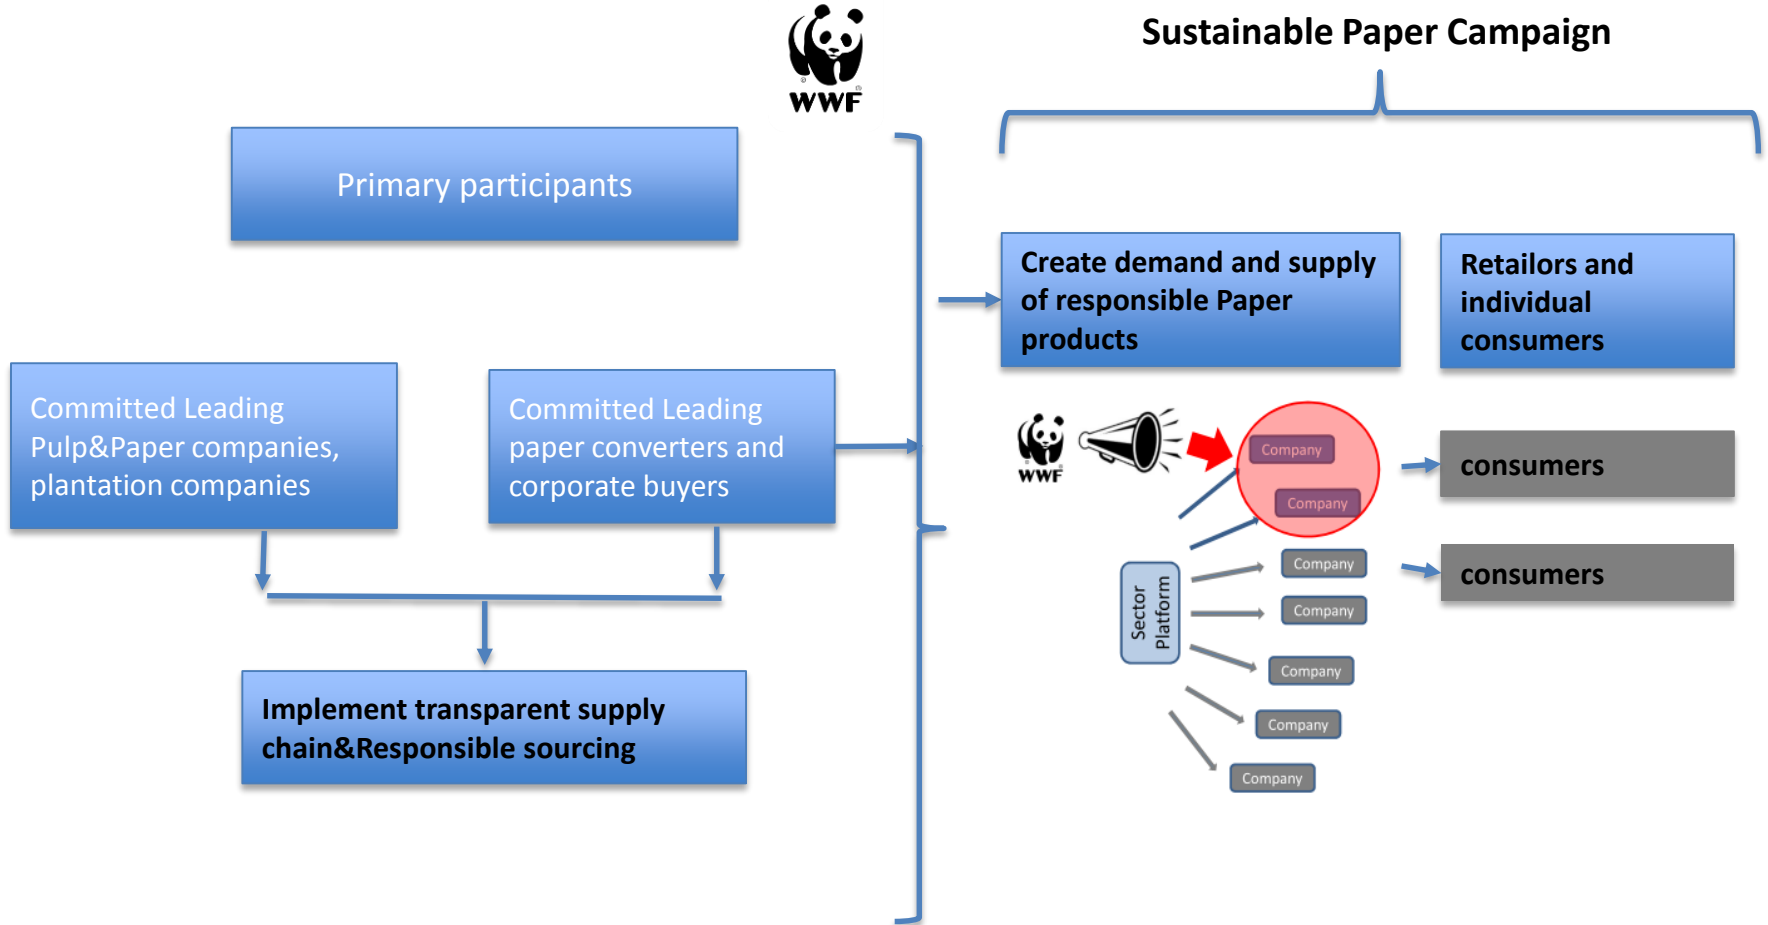 Sustainable Paper Campaign
WWF
Primary participants
Create demand and supply
of responsible Paper
products
Retailors and
individual
consumers
Committed Leading
Pulp&Paper companies,
plantation companies
Committed Leading
paper converters and
corporate buyers
WWF
Company
Company
Company
Company
Company
Company
Company
Sector
Platform
consumers
consumers
Implement transparent supply
chain&Responsible sourcing